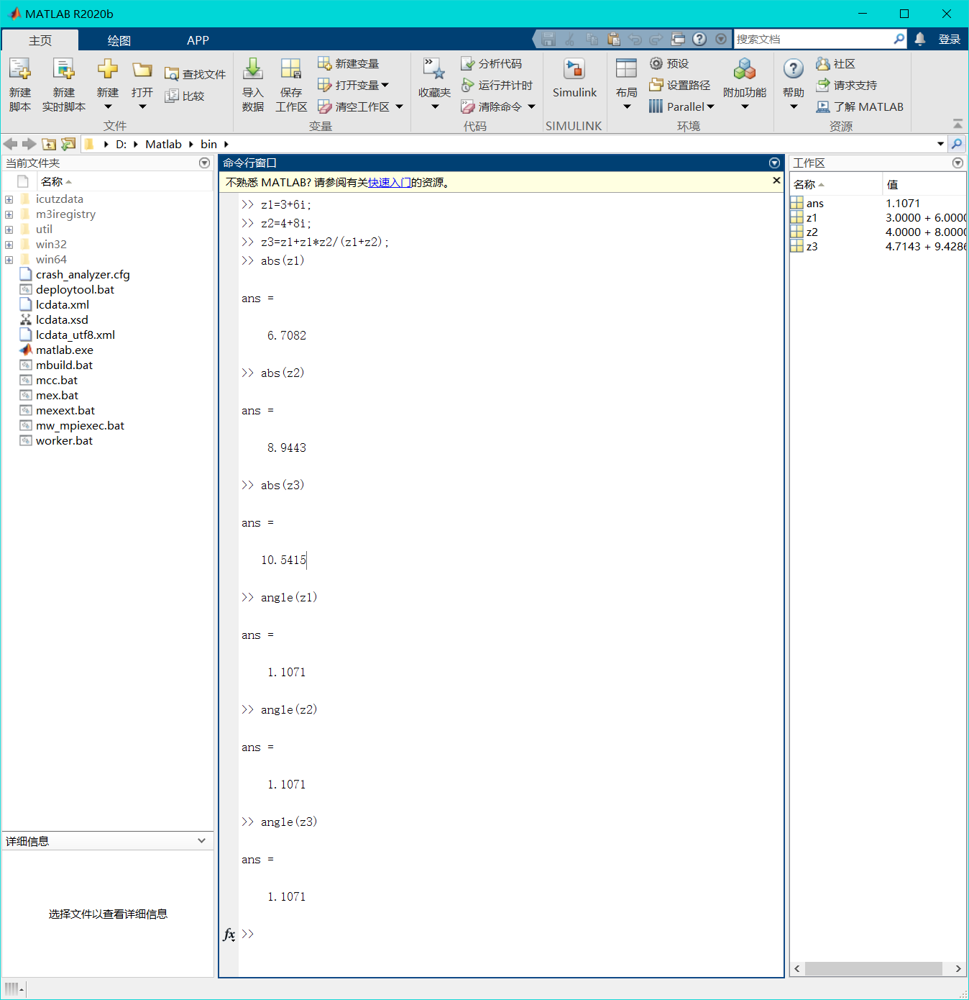 MATLAB R2020b
主页
绘图
APP
搜索文档
登录
新建
脚本
新建
实时脚本
新建
打开
查找文件
比较
文件
导入
数据
保存
工作区
新建变量
打开变量
清空工作区
变量
收藏夹
分析代码
运行并计时
清除命令
代码
Simulink
SIMULINK
布局
预设
设置路径
Parallel
附加功能
环境
帮助
社区
请求支持
了解 MATLAB
资源
D: Matlab bin
当前文件夹
名称
icutzdata
m3iregistry
util
win32
win64
crash_analyzer.cfg
deploytool.bat
lcdata.xml
lcdata.xsd
lcdata_utf8.xml
matlab.exe
mbuild.bat
mcc.bat
mex.bat
mexext.bat
mw_mpiexec.bat
worker.bat
详细信息
选择文件以查看详细信息
命令行窗口
不熟悉 MATLAB? 请参阅有关快速入门的资源。
>> z1=3+6i;
>> z2=4+8i;
>> z3=z1+z1*z2/(z1+z2);
>> abs(z1)
ans =
6.7082
>> abs(z2)
ans =
8.9443
>> abs(z3)
ans =
10.5415
>> angle(z1)
ans =
1.1071
>> angle(z2)
ans =
1.1071
>> angle(z3)
ans =
1.1071
fx >>
工作区
名称 值
ans 1.1071
z1 3.0000 + 6.0000
z2 4.0000 + 8.0000
z3 4.7143 + 9.4286